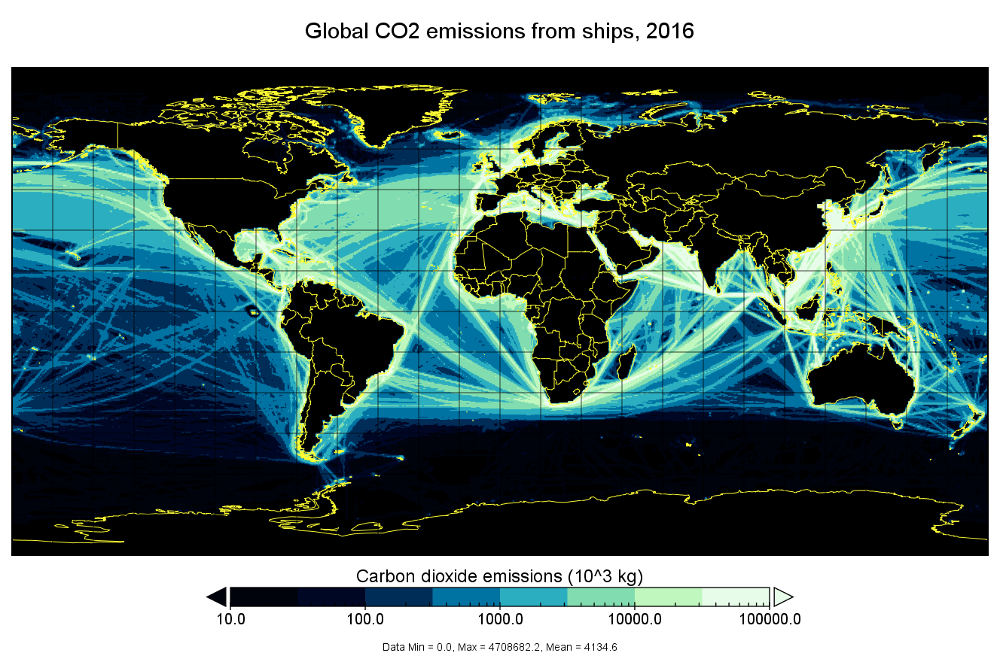 Global CO2 emissions from ships, 2016
Carbon dioxide emissions (10^3 kg)
10.0 100.0 1000.0 10000.0 100000.0
Data Min = 0.0, Max = 4708682.2, Mean = 4134.6